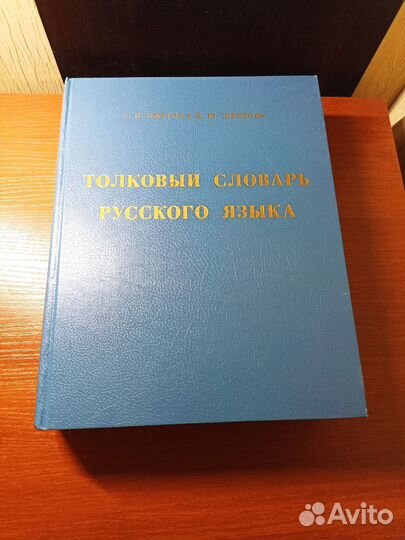 С. И. ОЖЕГОВ И Н. Ю. ШВЕДОВА
ТОЛКОВЫЙ СЛОВАРЬ
РУССКОГО ЯЗЫКА
Avito